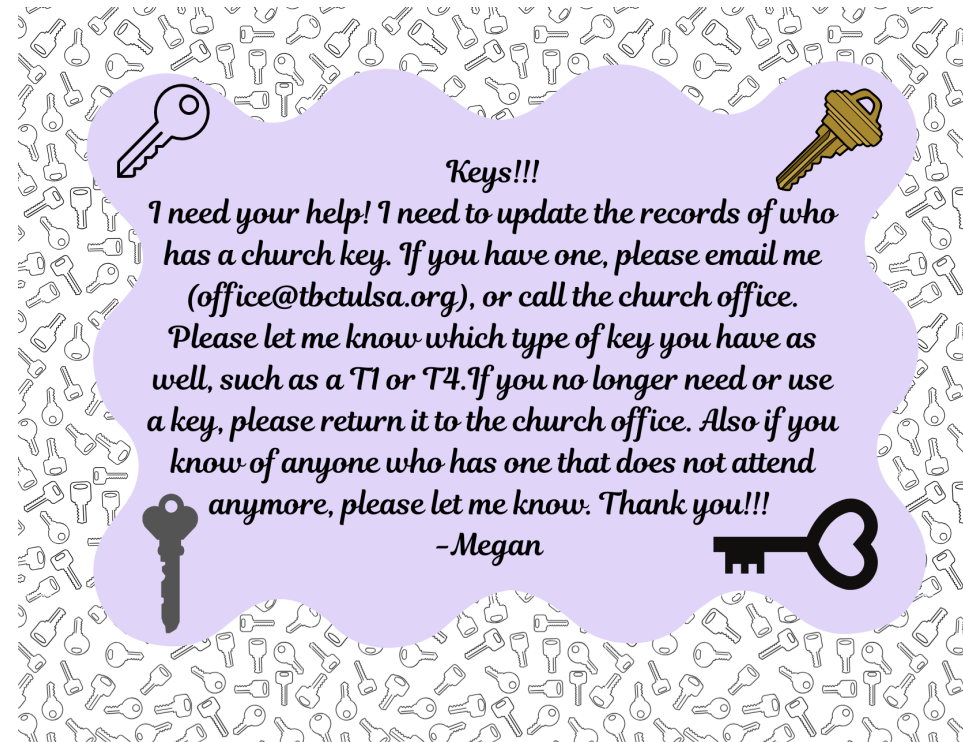 Keys!!!
I need your help! I need to update the records of who
has a church key. If you have one, please email me
(office@tbctulsa.org), or call the church office.
Please let me know which type of key you have as
well, such as a T1 or T4.If you no longer need or use
a key, please return it to the church office. Also if you
know of anyone who has one that does not attend
anymore, please let me know. Thank you!!!
-Megan